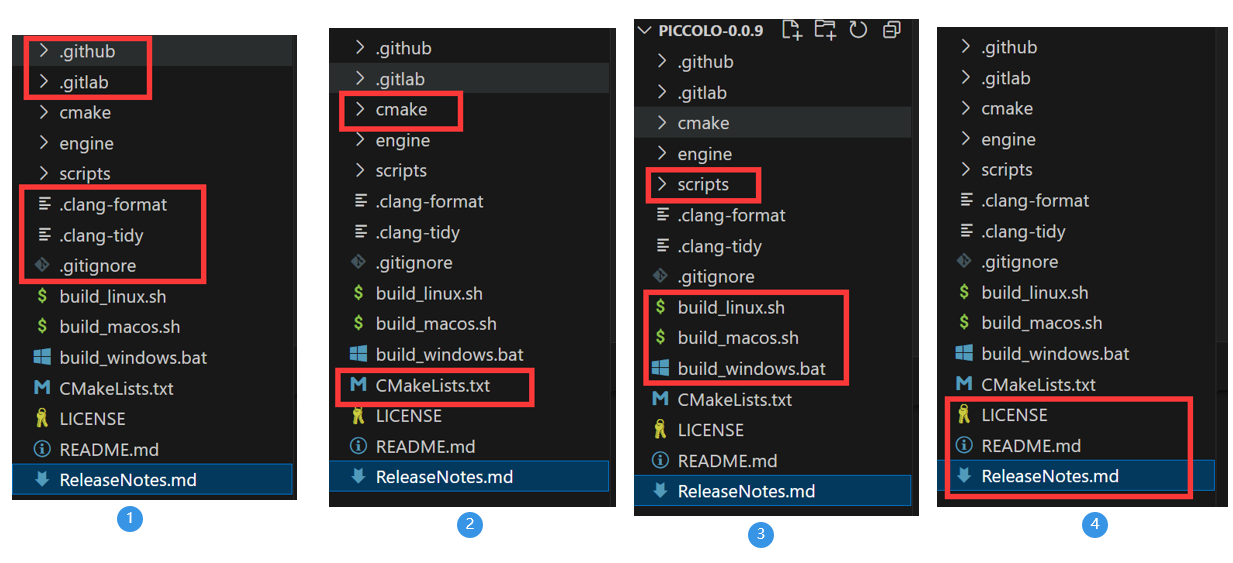 .github
.gitlab
cmake
engine
scripts
.clang-format
.clang-tidy
.gitignore
build_linux.sh
build_macos.sh
build_windows.bat
CMakeLists.txt
LICENSE
README.md
ReleaseNotes.md
1
.github
.gitlab
cmake
engine
scripts
.clang-format
.clang-tidy
.gitignore
build_linux.sh
build_macos.sh
build_windows.bat
CMakeLists.txt
LICENSE
README.md
ReleaseNotes.md
2
PICCOLO-0.0.9
.github
.gitlab
cmake
engine
scripts
.clang-format
.clang-tidy
.gitignore
build_linux.sh
build_macos.sh
build_windows.bat
CMakeLists.txt
LICENSE
README.md
ReleaseNotes.md
3
.github
.gitlab
cmake
engine
scripts
.clang-format
.clang-tidy
.gitignore
build_linux.sh
build_macos.sh
build_windows.bat
CMakeLists.txt
LICENSE
README.md
ReleaseNotes.md
4